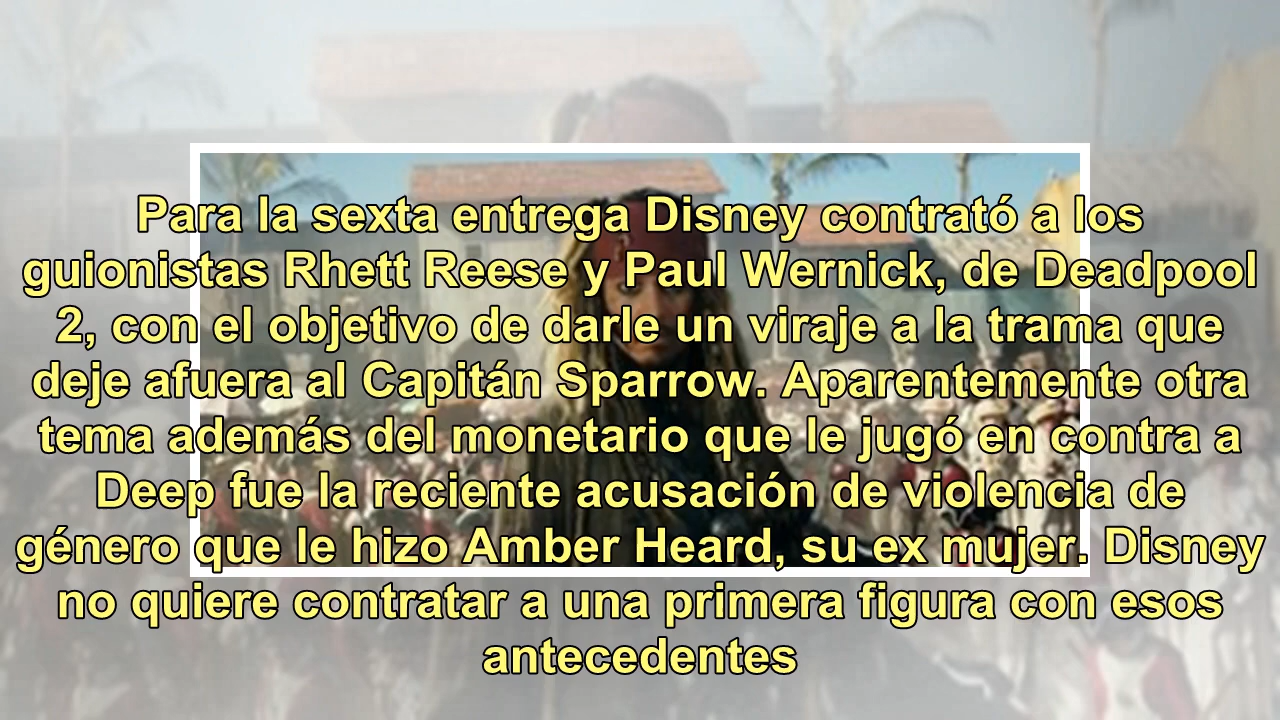 Para la sexta entrega Disney contrató a los
guionistas Rhett Reese y Paul Wernick, de Deadpool
2, con el objetivo de darle un viraje a la trama que
deje afuera al Capitán Sparrow. Aparentemente otra
tema además del monetario que le jugó en contra a
Deep fue la reciente acusación de violencia de
género que le hizo Amber Heard, su ex mujer. Disney
no quiere contratar a una primera figura con esos
antecedentes